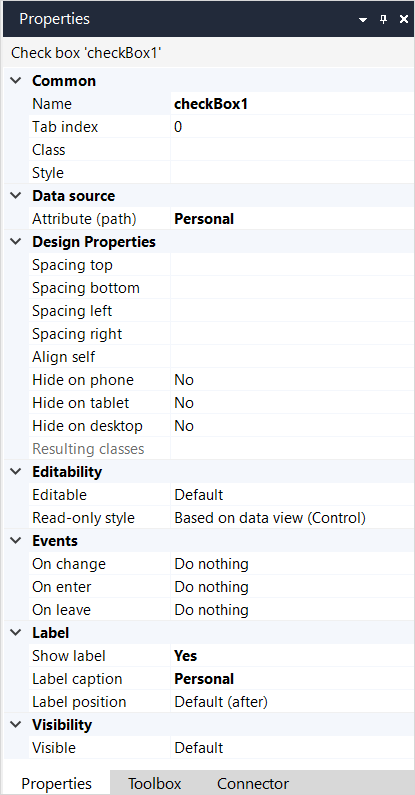 Properties
Check box 'checkBox1'
Common
Name checkBox1
Tab index 0
Class
Style
Data source
Attribute (path) Personal
Design Properties
Spacing top
Spacing bottom
Spacing left
Spacing right
Align self
Hide on phone No
Hide on tablet No
Hide on desktop No
Resulting classes
Editability
Editable Default
Read-only style Based on data view (Control)
Events
On change Do nothing
On enter Do nothing
On leave Do nothing
Label
Show label Yes
Label caption Personal
Label position Default (after)
Visibility
Visible Default
Properties Toolbox Connector